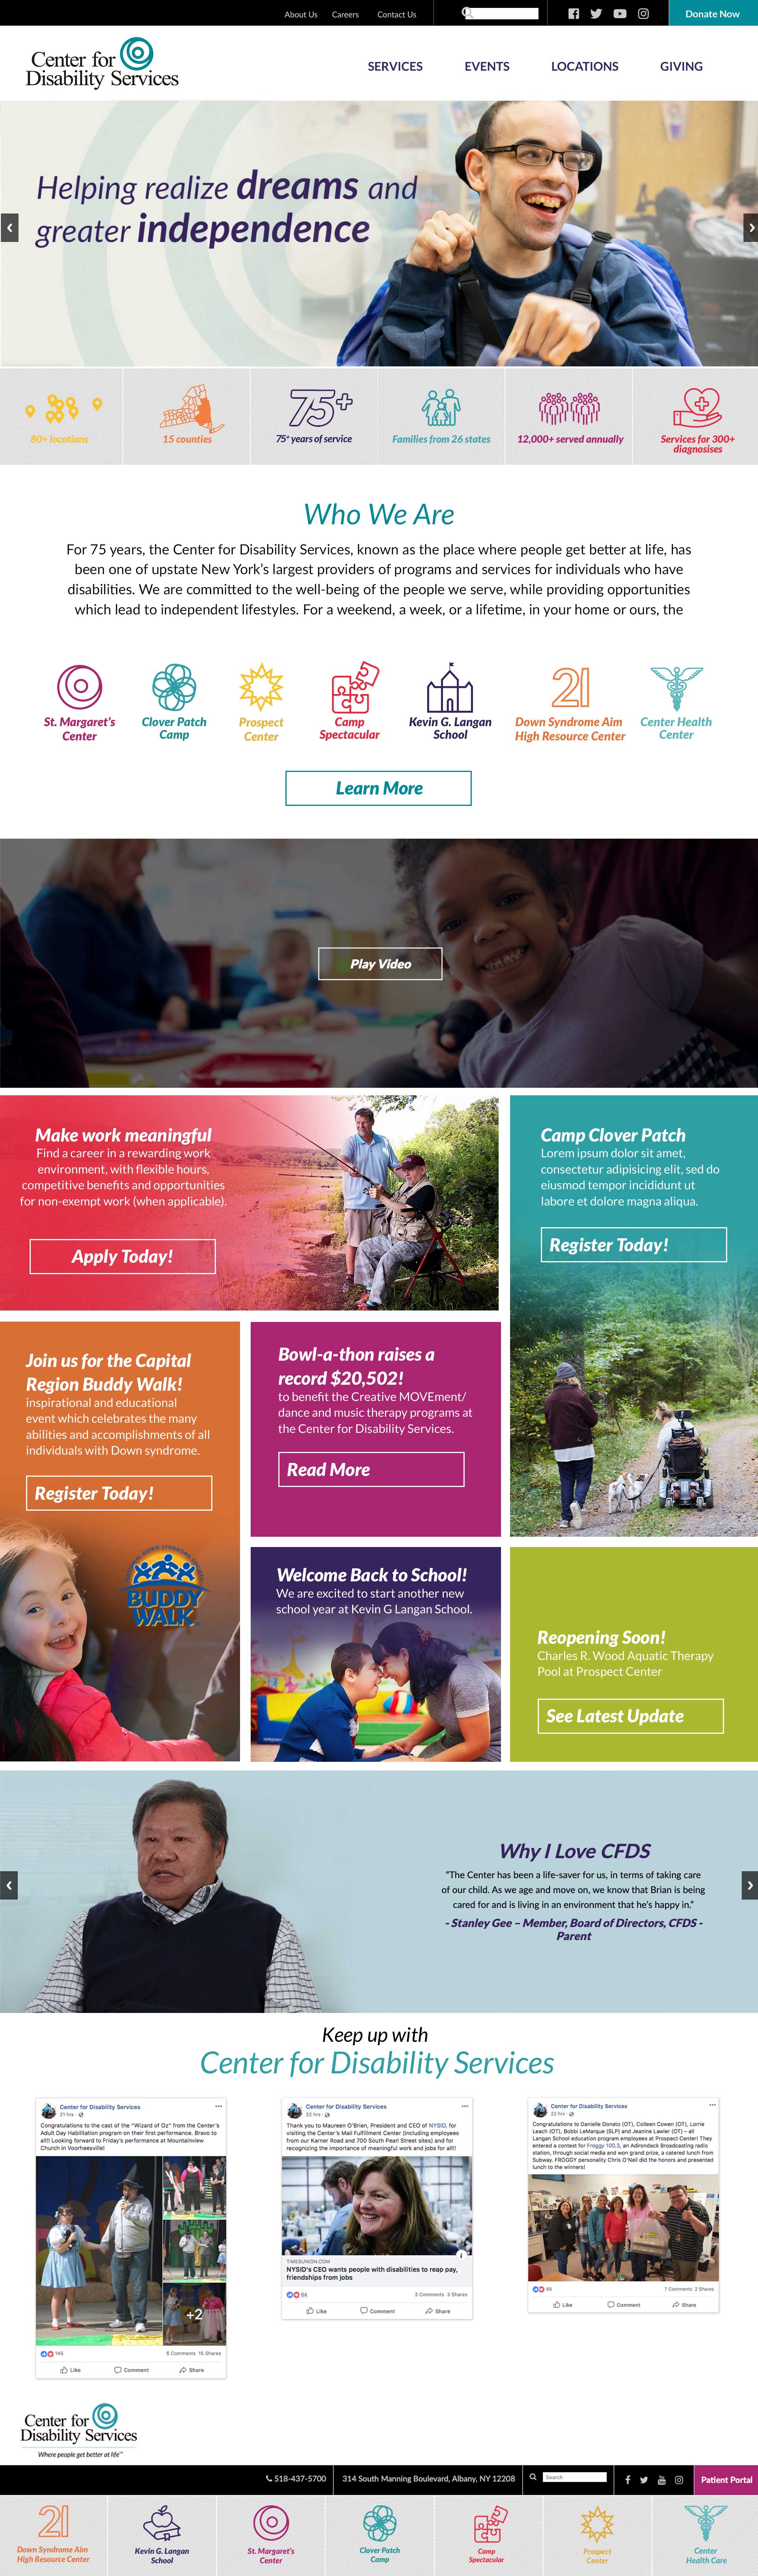 About Us
Careers
Contact Us
Donate Now
Center for
Disability Services
SERVICES
EVENTS
LOCATIONS
GIVING
Helping realize dreams and
greater independence
80+ locations
15 counties
75+
75+ years of service
Families from 26 states
12,000+ served annually
Services for 300+
diagnosises
Who We Are
For 75 years, the Center for Disability Services, known as the place where people get better at life, has
been one of upstate New York's largest providers of programs and services for individuals who have
disabilities. We are committed to the well-being of the people we serve, while providing opportunities
which lead to independent lifestyles. For a weekend, a week, or a lifetime, in your home or ours, the
St. Margaret's
Center
Clover Patch
Camp
Prospect
Center
Camp
Spectacular
Kevin G. Langan
School
21
Down Syndrome Aim
High Resource Center
Center Health
Center
Learn More
Play Video
Make work meaningful
Find a career in a rewarding work
environment, with flexible hours,
competitive benefits and opportunities
for non-exempt work (when applicable).
Apply Today!
Camp Clover Patch
Lorem ipsum dolor sit amet,
consectetur adipisicing elit, sed do
eiusmod tempor incididunt ut
labore et dolore magna aliqua.
Register Today!
Join us for the Capital
Region Buddy Walk!
inspirational and educational
event which celebrates the many
abilities and accomplishments of all
individuals with Down syndrome.
Register Today!
BUDDY
WALK
Bowl-a-thon raises a
record $20,502!
to benefit the Creative MOVEment/
dance and music therapy programs at
the Center for Disability Services.
Read More
Welcome Back to School!
We are excited to start another new
school year at Kevin G Langan School.
Reopening Soon!
Charles R. Wood Aquatic Therapy
Pool at Prospect Center
See Latest Update
Why I Love CFDS
"The Center has been a life-saver for us, in terms of taking care
of our child. As we age and move on, we know that Brian is being
cared for and is living in an environment that he's happy in."
- Stanley Gee – Member, Board of Directors, CFDS -
Parent
Keep up with
Center for Disability Services
Center for Disability Services
21 hrs
Congratulations to the cast of the "Wizard of Oz" from the Center's
Adult Day Habilitation program on their first performance. Bravo to
all!! Looking forward to Friday's performance at Mountainview
Church in Voorheesville!
+2
145
6 Comments 15 Shares
Like
Comment
Share
Center for Disability Services
22 hrs
Thank you to Maureen O'Brien, President and CEO of NYSID, for
visiting the Center's Mail Fulfillment Center (including employees
from our Karner Road and 700 South Pearl Street sites) and for
recognizing the importance of meaningful work and jobs for all!!
TIMESUNION.COM
NYSID's CEO wants people with disabilities to reap pay,
friendships from jobs
64
3 Comments 3 Shares
Like
Comment
Share
Center for Disability Services
22 hrs
Congratulations to Danielle Donato (OT), Colleen Cowen (OT), Lorrie
Leach (OT), Bobbi LeMarque (SLP) and Jeanine Lawler (OT) – all
Langan School education program employees at Prospect Center! They
entered a contest for Froggy 100.3, an Adirondack Broadcasting radio
station, through social media and won grand prize, a catered lunch from
Subway. FROGGY personality Chris O'Neil did the honors and presented
lunch to the winners!
65
7 Comments 3 Shares
Like
Comment
Share
Center for
Disability Services
Where people get better at life™
518-437-5700
314 South Manning Boulevard, Albany, NY 12208
Search
Patient Portal
21
Down Syndrome Aim
High Resource Center
Kevin G. Langan
School
St. Margaret's
Center
Clover Patch
Camp
Camp
Spectacular
Prospect
Center
Center
Health Care